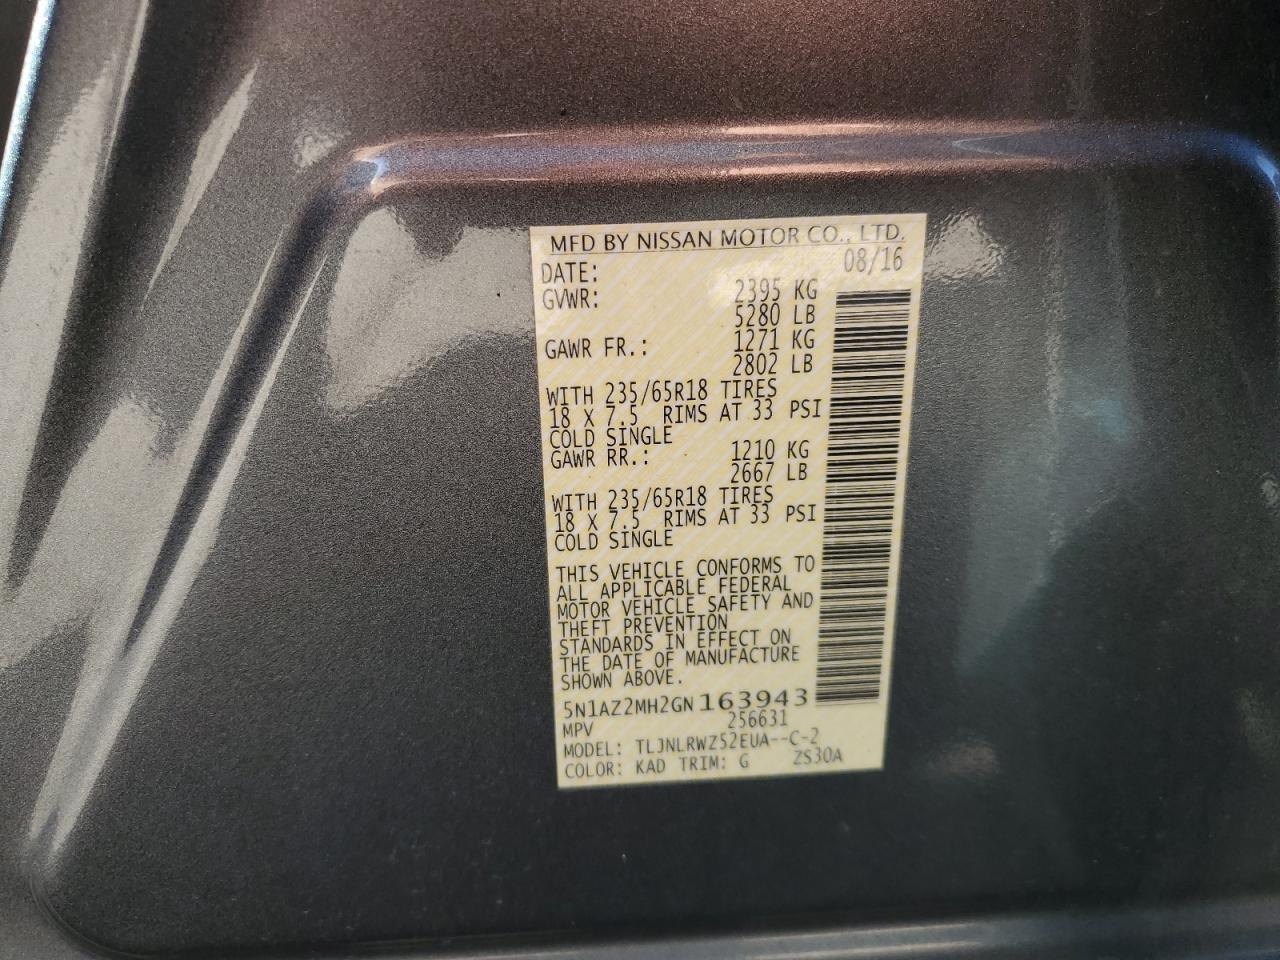 MFD BY NISSAN MOTOR CO., LTD.
DATE: 08/16
GVWR: 2395 KG
5280 LB
GAWR FR.: 1271 KG
2802 LB
WITH 235/65R18 TIRES
18 X 7.5 RIMS AT 33 PSI
COLD SINGLE
GAWR RR.: 1210 KG
2667 LB
WITH 235/65R18 TIRES
18 X 7.5 RIMS AT 33 PSI
COLD SINGLE
THIS VEHICLE CONFORMS TO
ALL APPLICABLE FEDERAL
MOTOR VEHICLE SAFETY AND
THEFT PREVENTION
STANDARDS IN EFFECT ON
THE DATE OF MANUFACTURE
SHOWN ABOVE.
5N1AZ2MH2GN163943
MPV 256631
MODEL: TLJNLRWZ52EUA--C-2
COLOR: KAD TRIM: G ZS30A